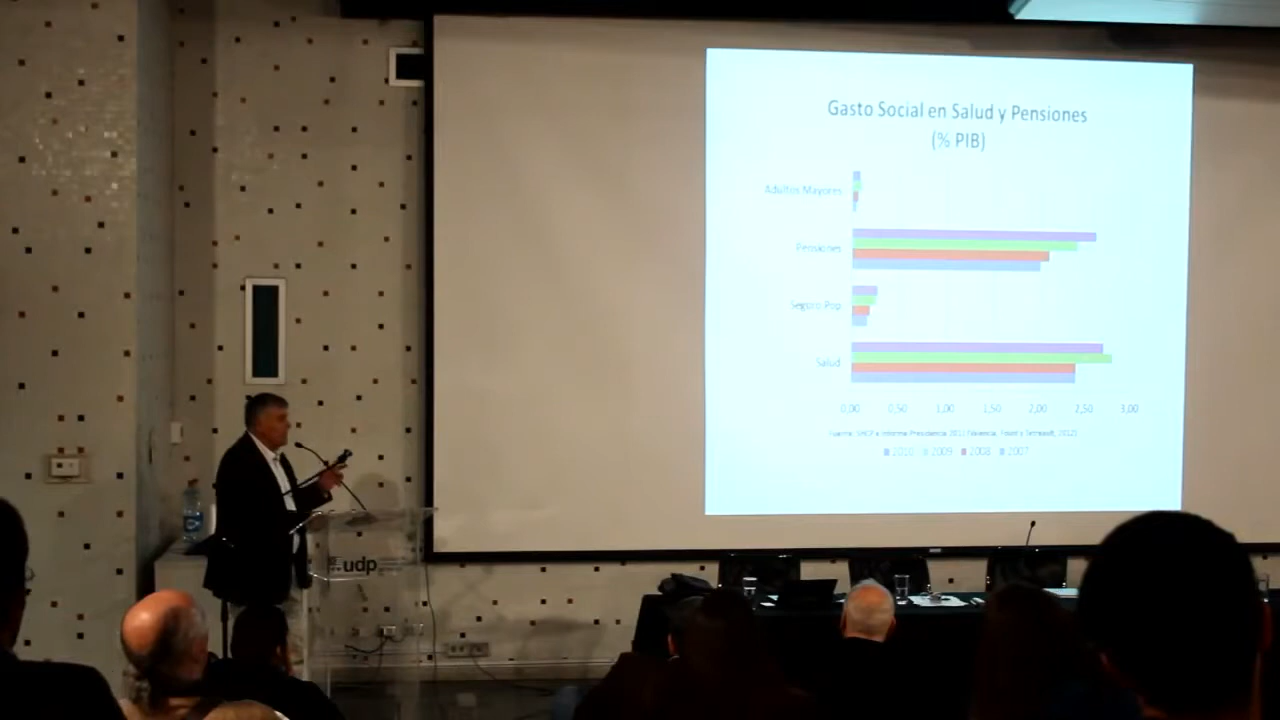 Gasto Social en Salud y Pensiones
(% PIB)
Adultos Mayores
Pensiones
Seguro Pop
Salud
0,00 0,50 1,00 1,50 2,00 2,50 3,00
2010 2009 2008 2007
udp